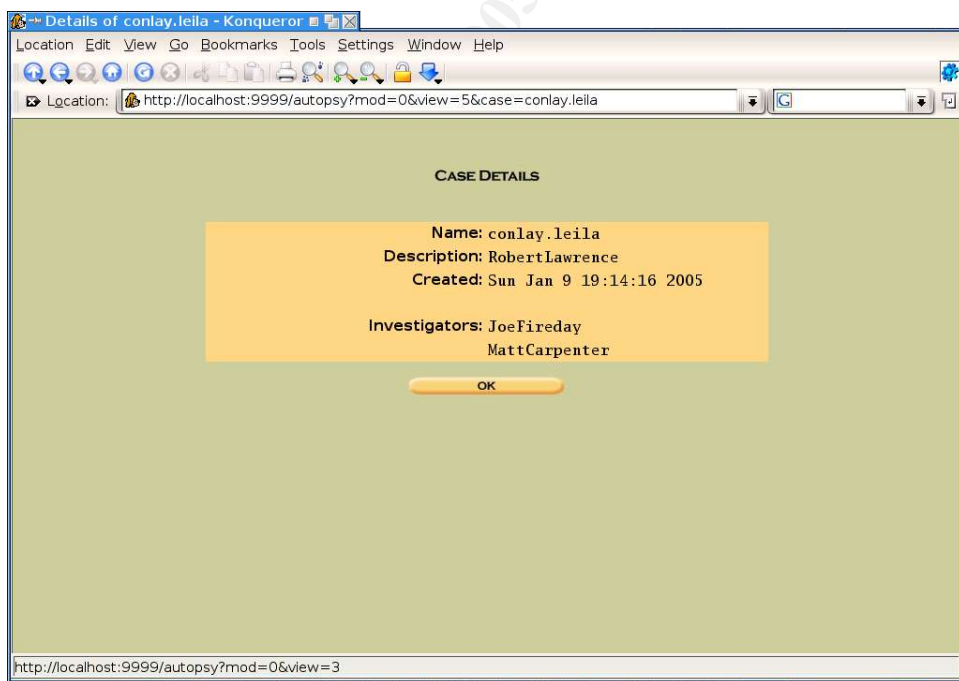 Details of conlay.leila - Konqueror
Location Edit View Go Bookmarks Tools Settings Window Help
Location: http://localhost:9999/autopsy?mod=0&view=5&case=conlay.leila
CASE DETAILS
Name: conlay.leila
Description: RobertLawrence
Created: Sun Jan 9 19:14:16 2005
Investigators: JoeFireday
MattCarpenter
OK
http://localhost:9999/autopsy?mod=0&view=3